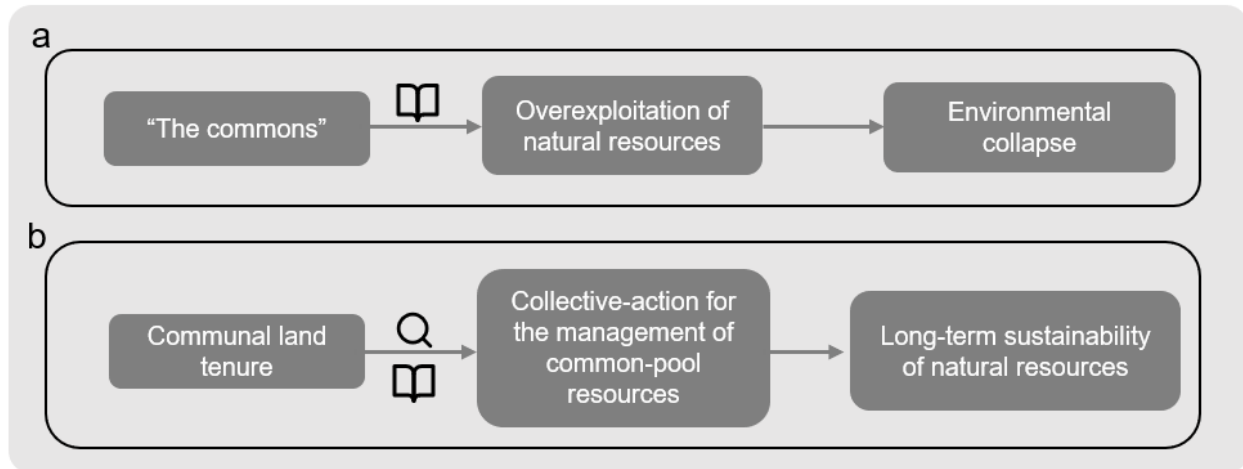 a
“The commons”
Overexploitation of
natural resources
Environmental
collapse
b
Communal land
tenure
Collective-action for
the management of
common-pool
resources
Long-term sustainability
of natural resources